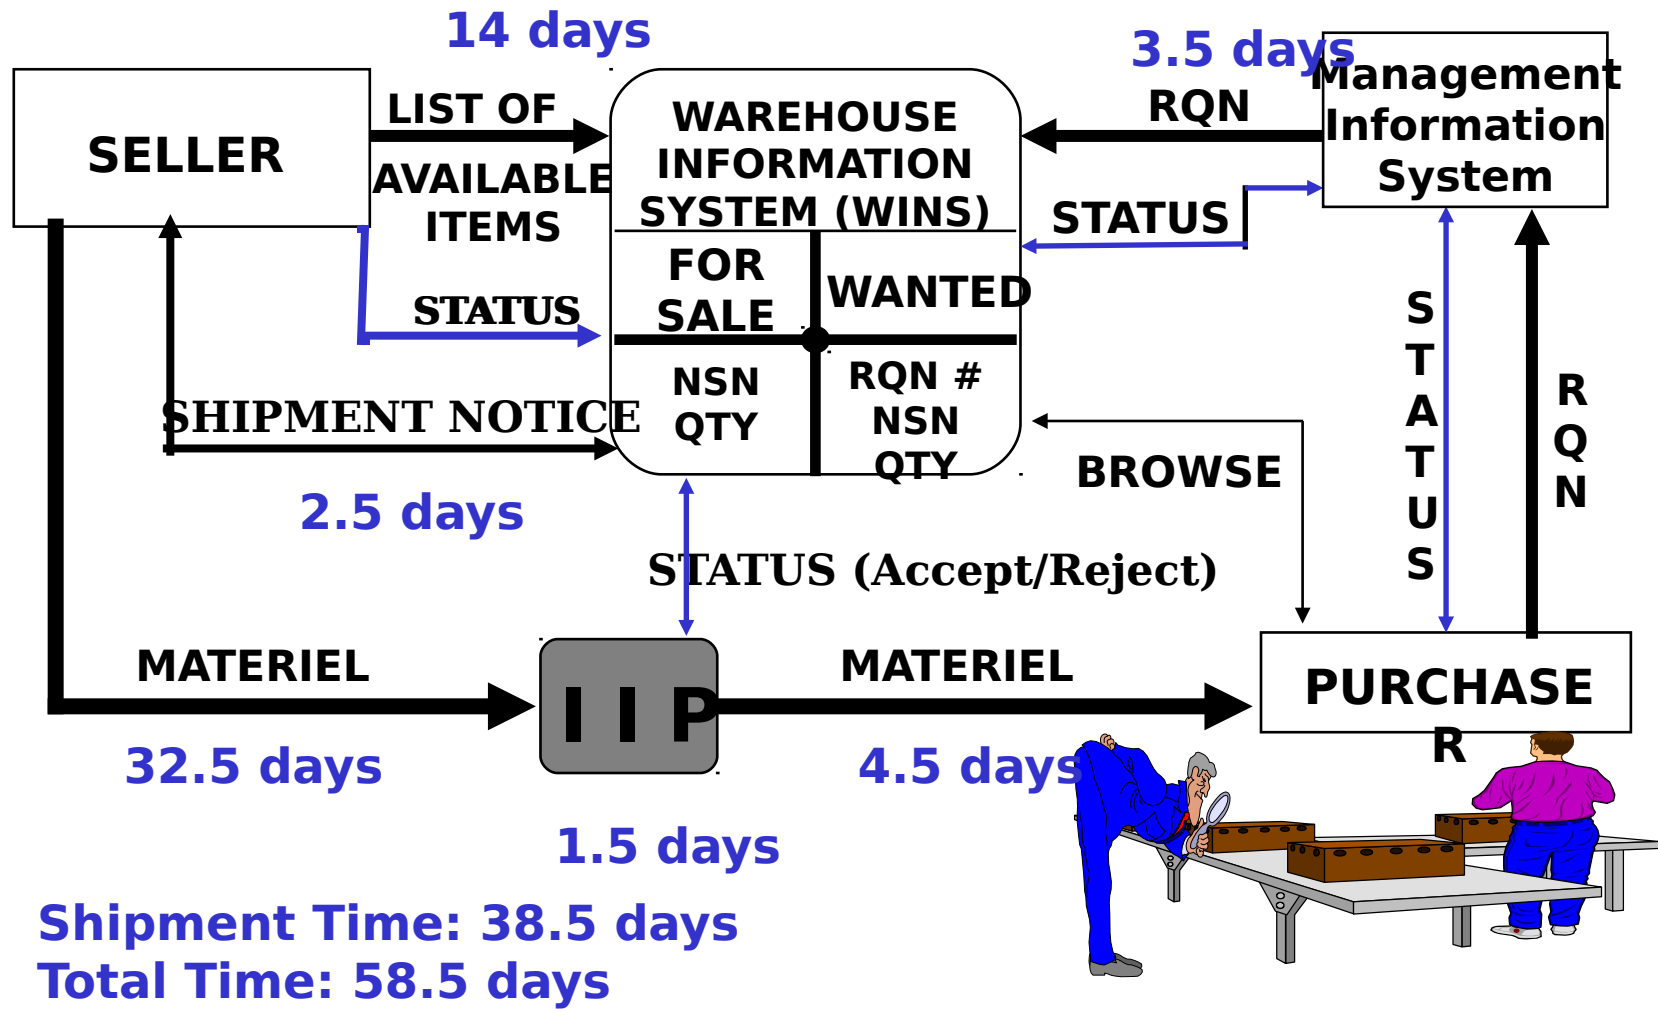 14 days
3.5 days
SELLER
LIST OF
AVAILABLE
ITEMS
WAREHOUSE
INFORMATION
SYSTEM (WINS)
RQN
Management
Information
System
STATUS
FOR
SALE
WANTED
STATUS
NSN
QTY
RQN #
NSN
QTY
SHIPMENT NOTICE
BROWSE
S
T
A
T
U
S
R
Q
N
2.5 days
STATUS (Accept/Reject)
MATERIEL
I I P
MATERIEL
PURCHASE
R
32.5 days
4.5 days
1.5 days
Shipment Time: 38.5 days
Total Time: 58.5 days